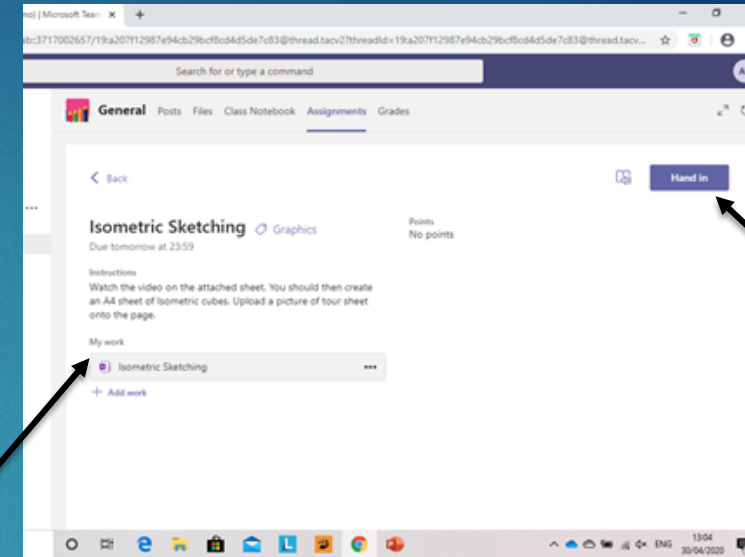 no) | Microsoft Team
Search for or type a command
General Posts Files Class Notebook Assignments Grades
Back
Hand in
Isometric Sketching Graphics
Points
No points
Due tomorrow at 23:59
Instructions
Watch the video on the attached sheet. You should then create
an A4 sheet of Isometric cubes. Upload a picture of tour sheet
onto the page.
My work
Isometric Sketching
+ Add work
ENG
13:04
30/04/2020